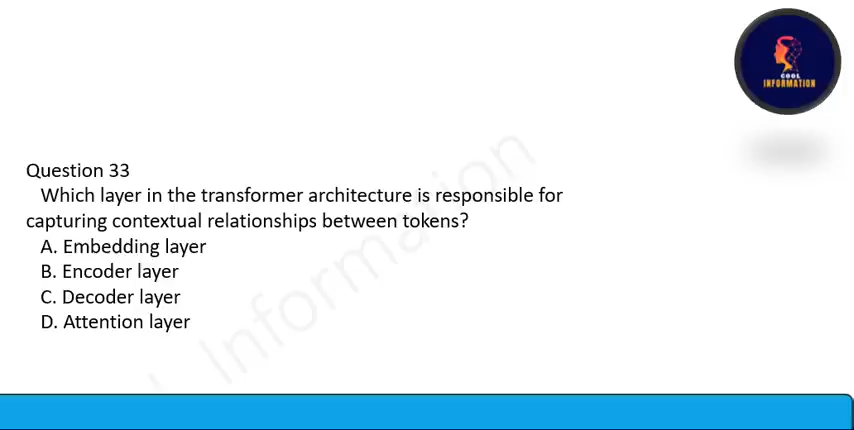 COOL
INFORMATION
Question 33
Which layer in the transformer architecture is responsible for
capturing contextual relationships between tokens?
A. Embedding layer
B. Encoder layer
C. Decoder layer
D. Attention layer
Information